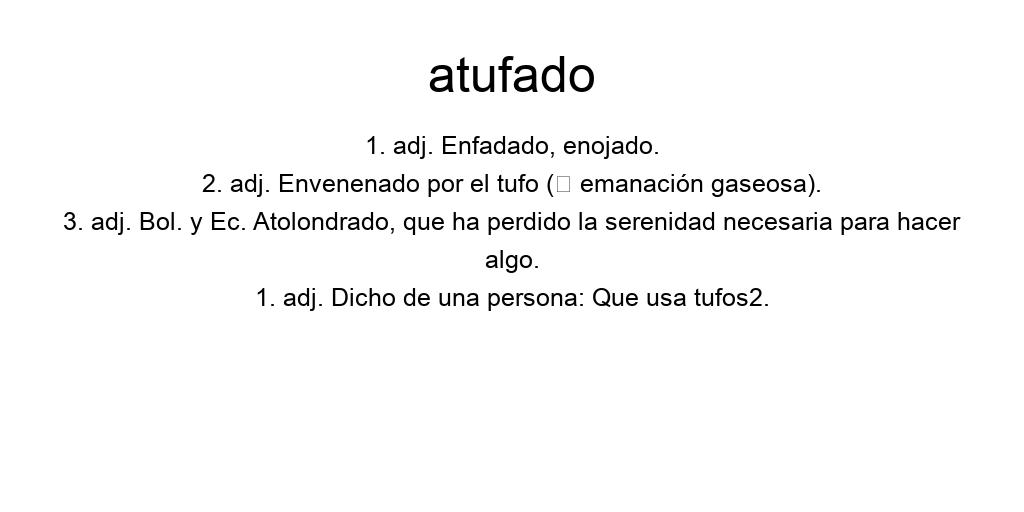 atufado
1. adj. Enfadado, enojado.
2. adj. Envenenado por el tufo (□ emanación gaseosa).
3. adj. Bol. y Ec. Atolondrado, que ha perdido la serenidad necesaria para hacer
algo.
1. adj. Dicho de una persona: Que usa tufos2.